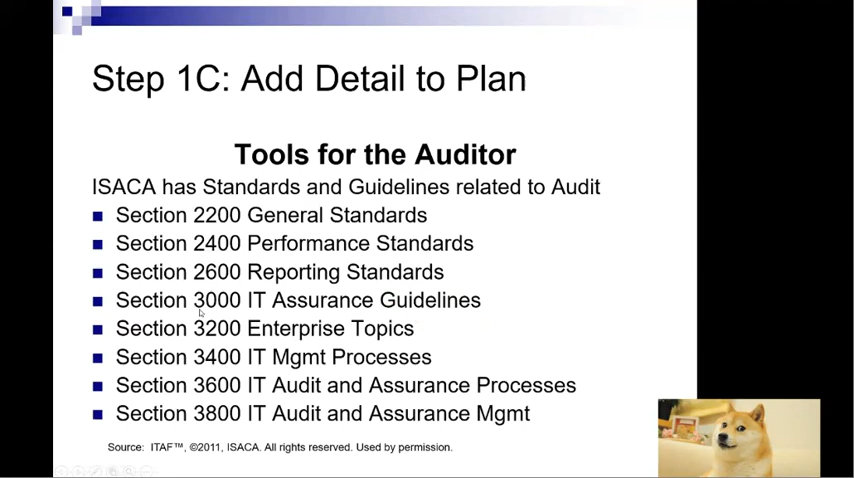 Step 1C: Add Detail to Plan
Tools for the Auditor
ISACA has Standards and Guidelines related to Audit
Section 2200 General Standards
Section 2400 Performance Standards
Section 2600 Reporting Standards
Section 3000 IT Assurance Guidelines
Section 3200 Enterprise Topics
Section 3400 IT Mgmt Processes
Section 3600 IT Audit and Assurance Processes
Section 3800 IT Audit and Assurance Mgmt
Source: ITAF™, ©2011, ISACA. All rights reserved. Used by permission.